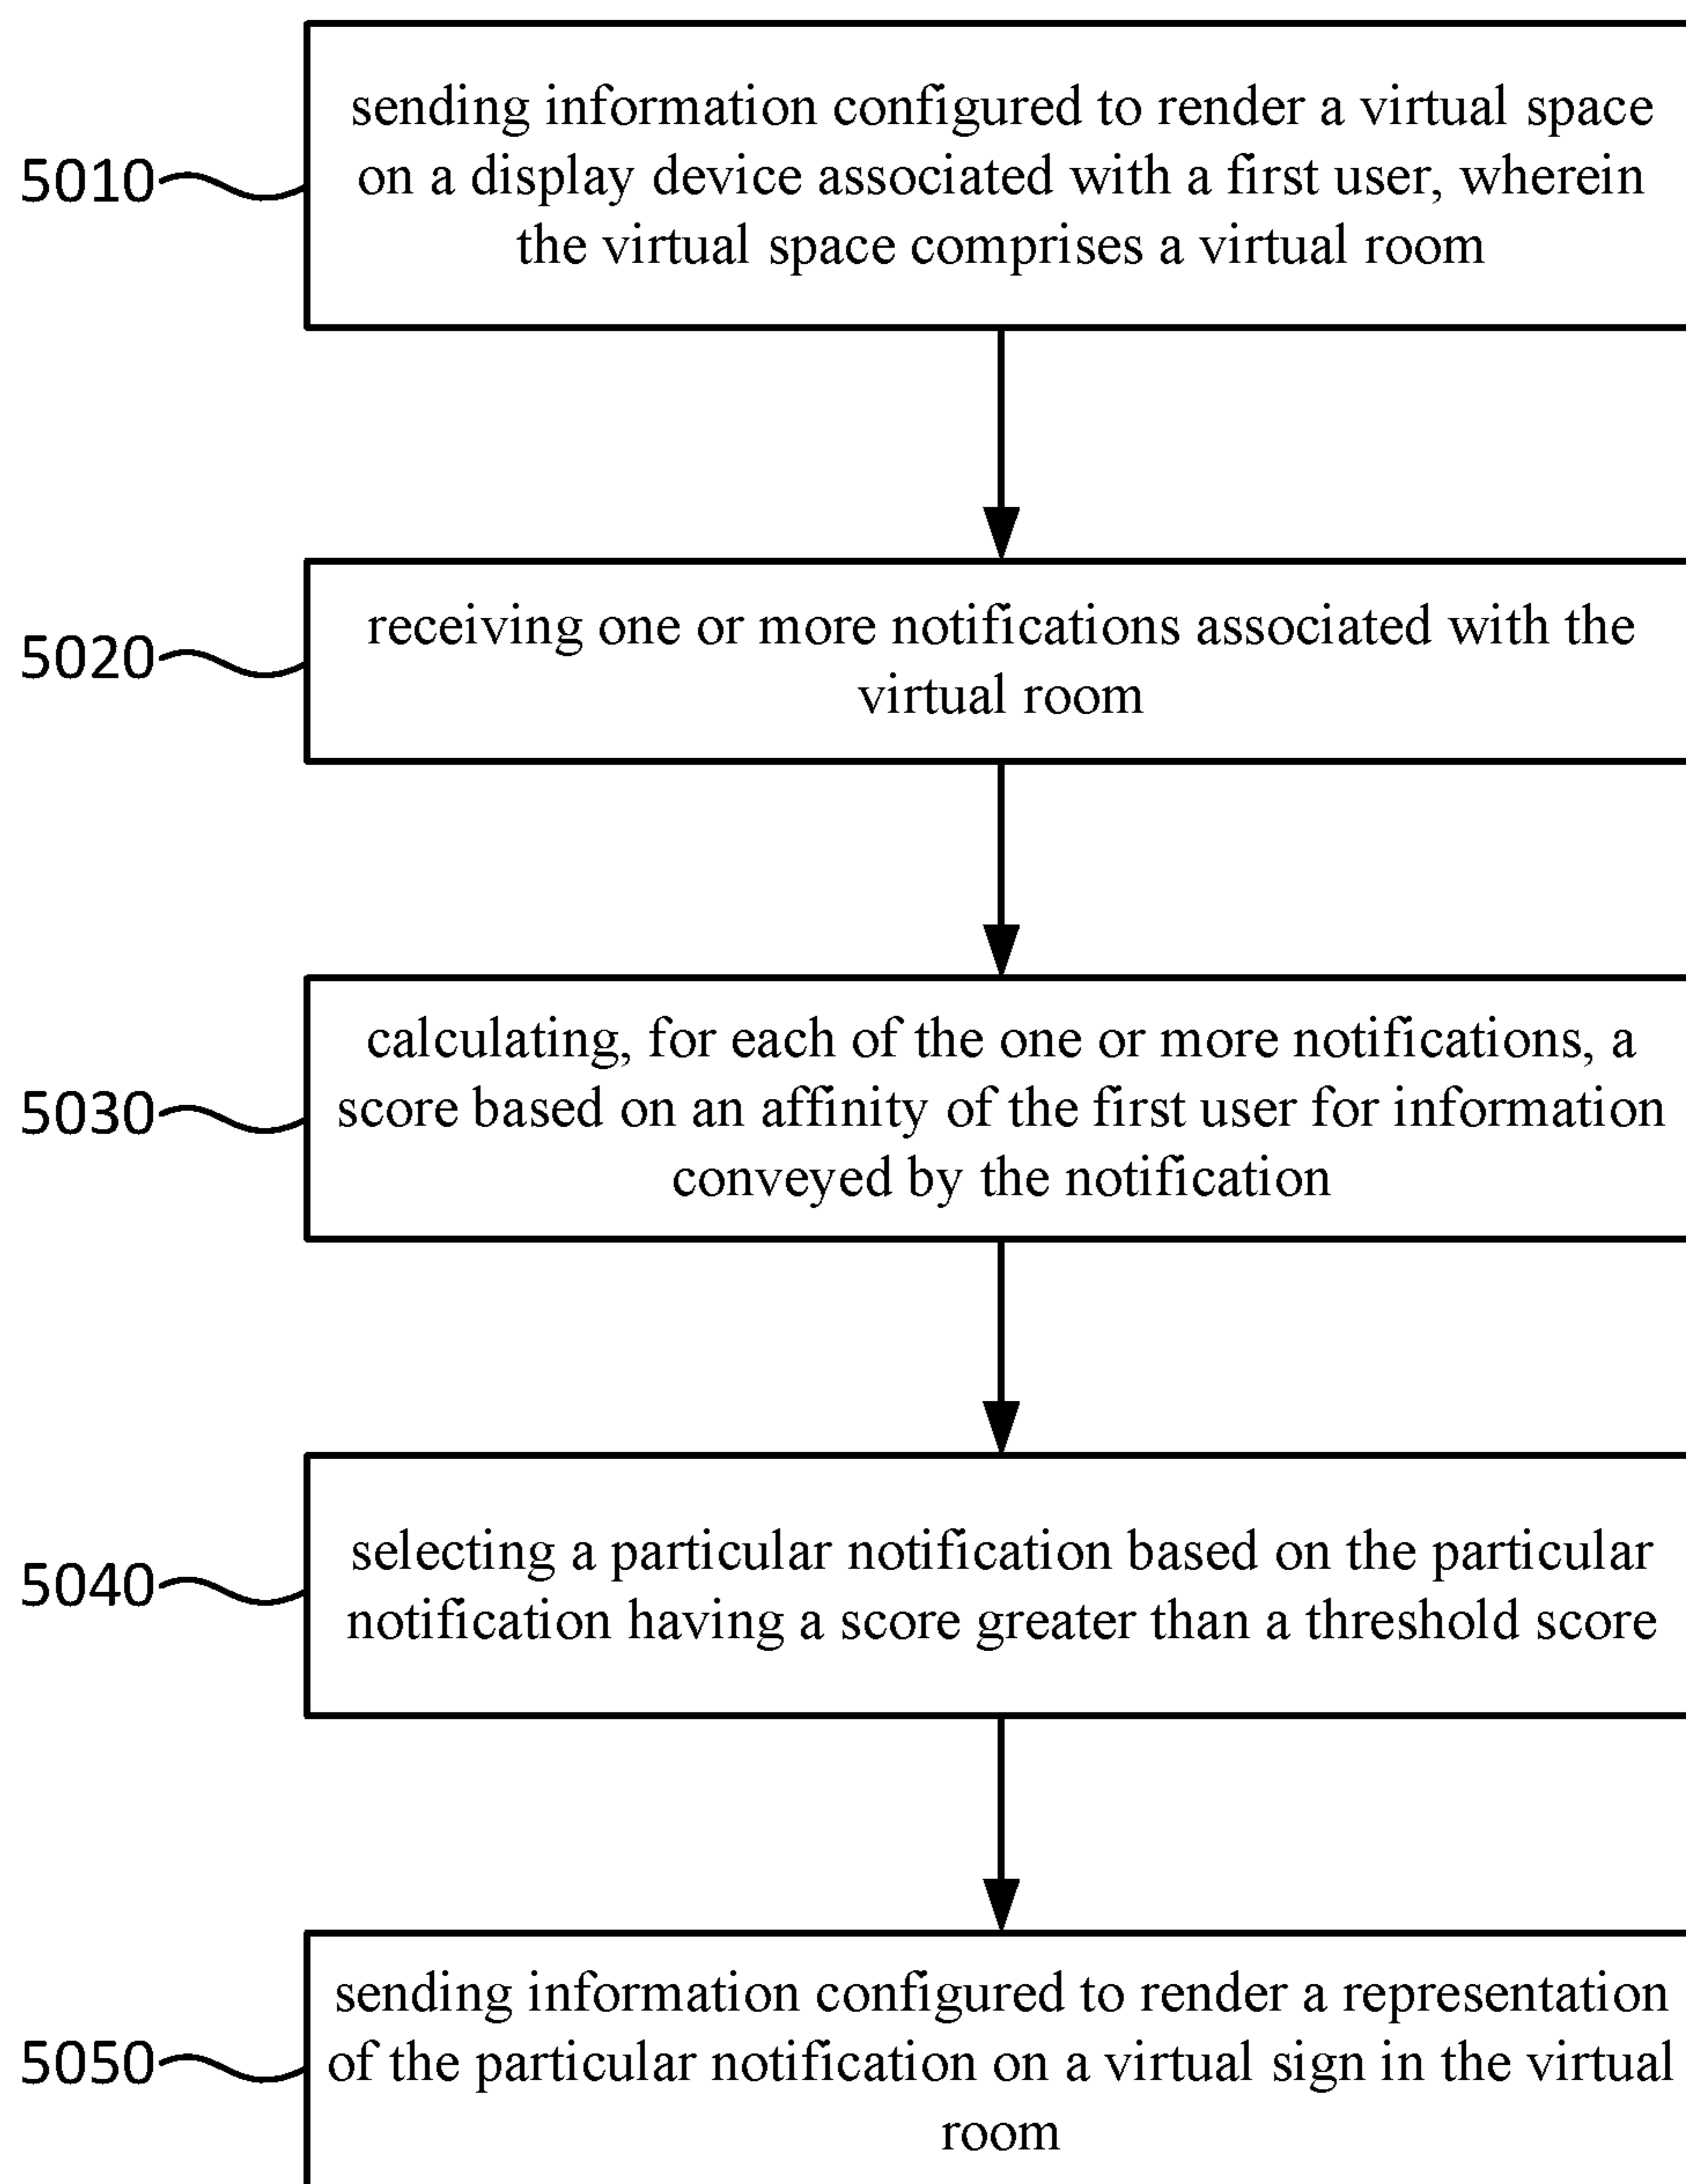 sending information configured to render a virtual space
5010 on a display device associated with a first user, wherein
the virtual space comprises a virtual room
receiving one or more notifications associated with the
5020
virtual room
calculating, for each of the one or more notifications, a
5030 score based on an affinity of the first user for information
conveyed by the notification
selecting a particular notification based on the particular
5040
notification having a score greater than a threshold score
sending information configured to render a representation
5050 of the particular notification on a virtual sign in the virtual
room